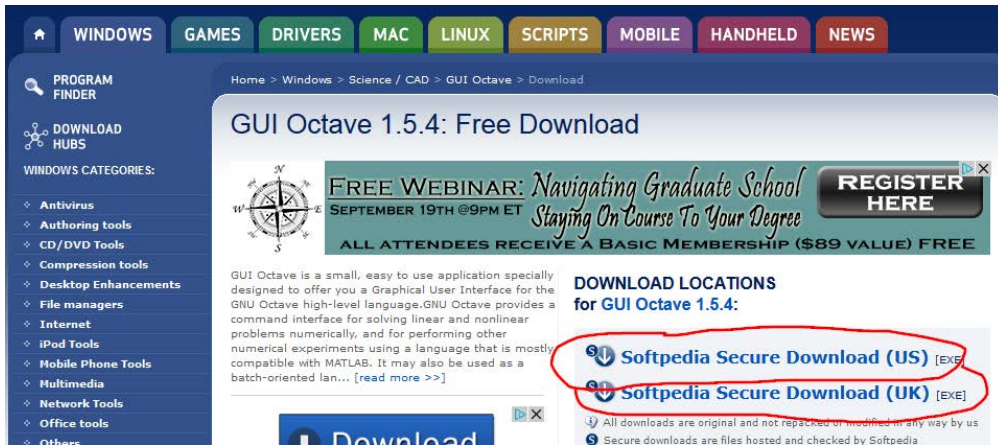 WINDOWS GAMES DRIVERS MAC LINUX SCRIPTS MOBILE HANDHELD NEWS
PROGRAM
FINDER
DOWNLOAD
HUBS
WINDOWS CATEGORIES:
Antivirus
Authoring tools
CD/DVD Tools
Compression tools
Desktop Enhancements
File managers
Internet
iPod Tools
Mobile Phone Tools
Multimedia
Network Tools
Office tools
Others
Home > Windows > Science / CAD > GUI Octave > Download
GUI Octave 1.5.4: Free Download
N
W E
S
FREE WEBINAR: Navigating Graduate School
SEPTEMBER 19TH @9PM ET Staying On Course To Your Degree
REGISTER
HERE
ALL ATTENDEES RECEIVE A BASIC MEMBERSHIP ($89 VALUE) FREE
GUI Octave is a small, easy to use application specially
designed to offer you a Graphical User Interface for the
GNU Octave high-level language.GNU Octave provides a
command interface for solving linear and nonlinear
problems numerically, and for performing other
numerical experiments using a language that is mostly
compatible with MATLAB. It may also be used as a
batch-oriented lan... [read more >>]
Download
DOWNLOAD LOCATIONS
for GUI Octave 1.5.4:
S Softpedia Secure Download (US) [EXE]
S Softpedia Secure Download (UK) [EXE]
All downloads are original and not repacked or modified in any way by us
S Secure downloads are files hosted and checked by Softpedia